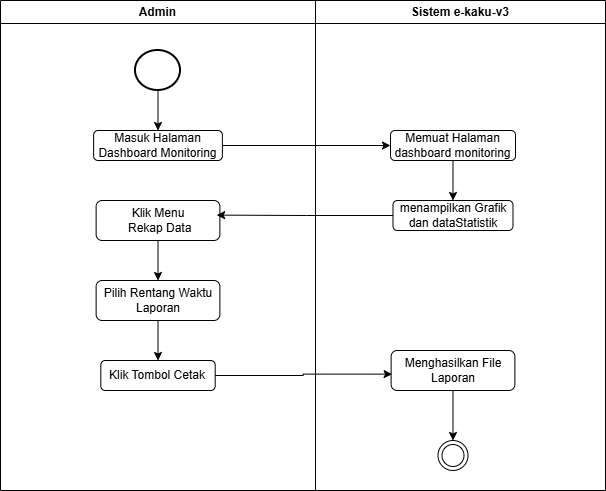 Admin
Sistem e-kaku-v3
Masuk Halaman
Dashboard Monitoring
Memuat Halaman
dashboard monitoring
menampilkan Grafik
dan dataStatistik
Klik Menu
Rekap Data
Pilih Rentang Waktu
Laporan
Klik Tombol Cetak
Menghasilkan File
Laporan